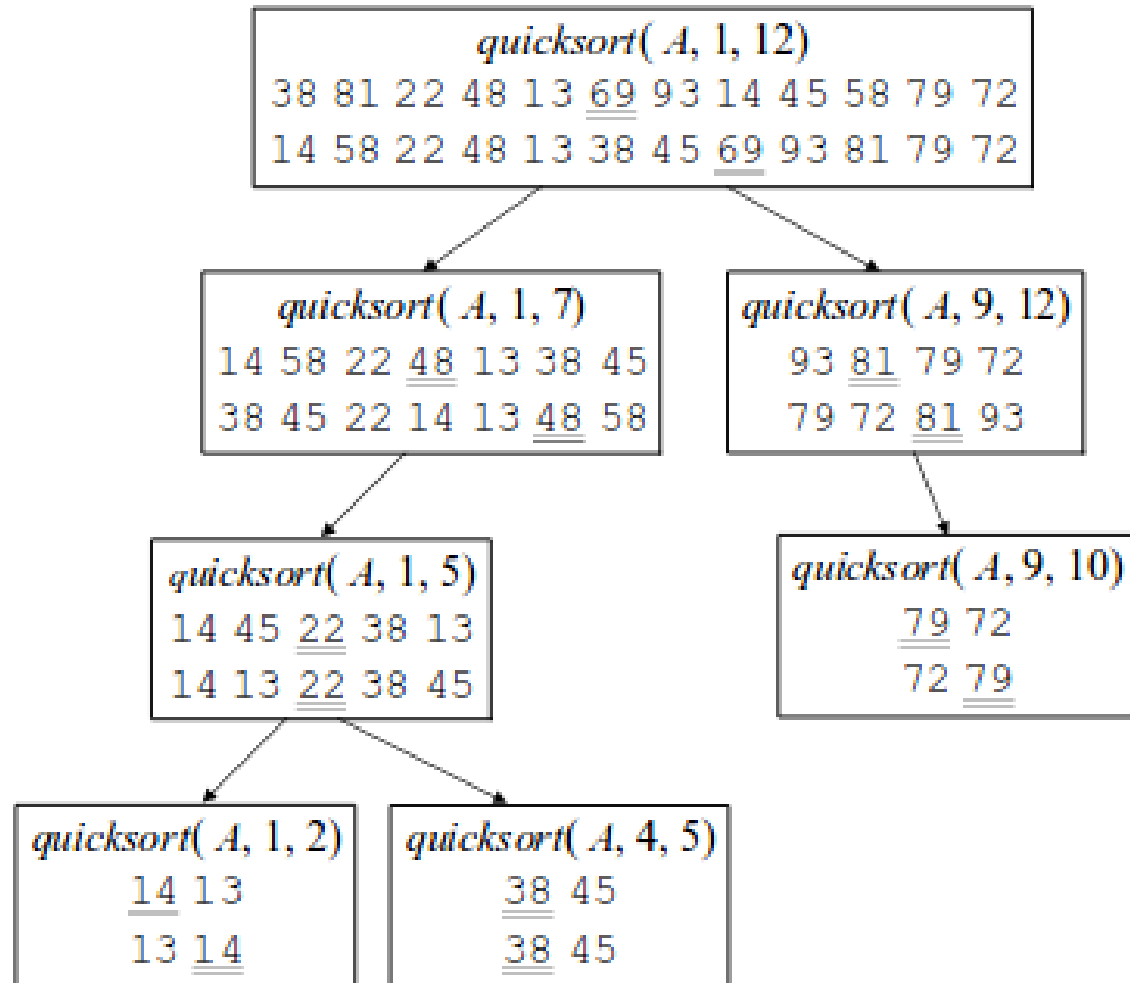 quicksort( A, 1, 12)
38 81 22 48 13 69 93 14 45 58 79 72
14 58 22 48 13 38 45 69 93 81 79 72
quicksort( A, 1, 7)
14 58 22 48 13 38 45
38 45 22 14 13 48 58
quicksort( A, 9, 12)
93 81 79 72
79 72 81 93
quicksort( A, 1, 5)
14 45 22 38 13
14 13 22 38 45
quicksort( A, 9, 10)
79 72
72 79
quicksort( A, 1, 2)
14 13
13 14
quicksort( A, 4, 5)
38 45
38 45